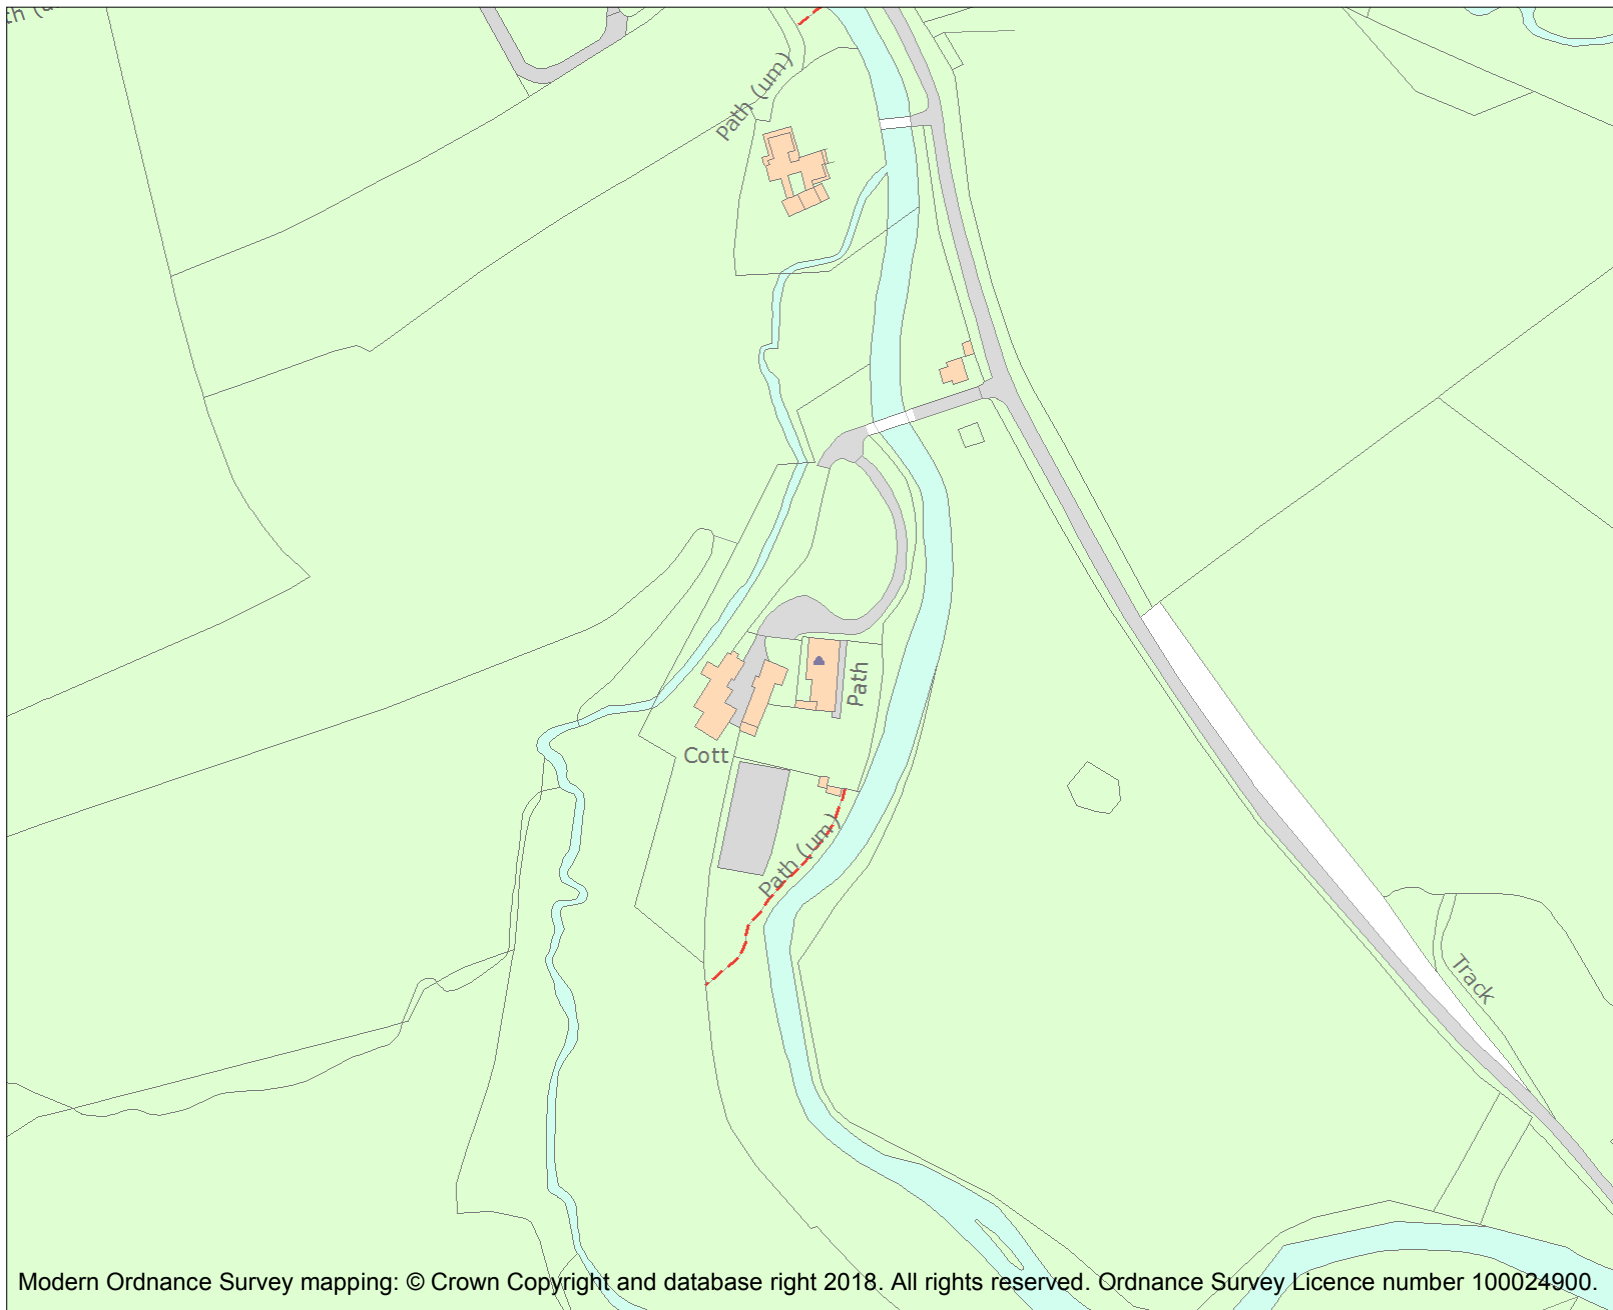 Path (um)
Path
Cott
Path (um)
Track
Modern Ordnance Survey mapping: © Crown Copyright and database right 2018. All rights reserved. Ordnance Survey Licence number 100024900.